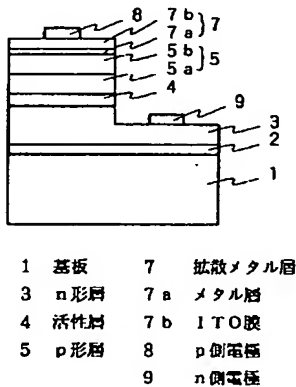 8 7b } 7
7a
5b } 5
5a
4
9
3
2
1
1 基板 7 拡散メタル層
3 n形層 7a メタル層
4 活性層 7b ITO膜
5 p形層 8 p側電極
9 n側電極